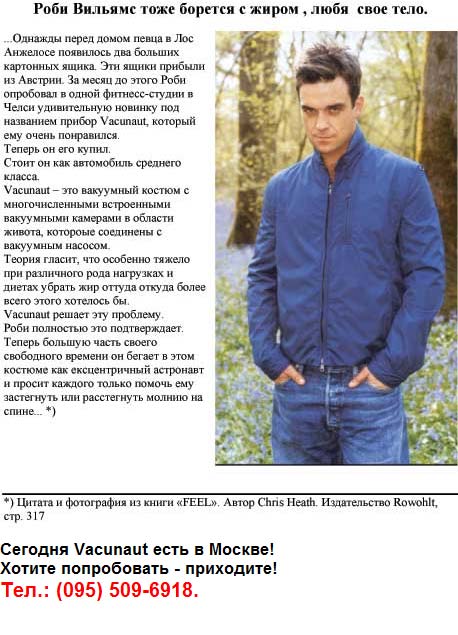 Роби Вильямс тоже борется с жиром , любя свое тело.
...Однажды перед домом певца в Лос
Анжелосе появилось два больших
картонных ящика. Эти ящики прибыли
из Австрии. За месяц до этого Роби
опробовал в одной фитнесс-студии в
Челси удивительную новинку под
названием прибор Vacunaut, который
ему очень понравился.
Теперь он его купил.
Стоит он как автомобиль среднего
класса.
Vacunaut – это вакуумный костюм с
многочисленными встроенными
вакуумными камерами в области
живота, котороые соединены с
вакуумным насосом.
Теория гласит, что особенно тяжело
при различного рода нагрузках и
диетах убрать жир оттуда откуда более
всего этого хотелось бы.
Vacunaut решает эту проблему.
Роби полностью это подтверждает.
Теперь большую часть своего
свободного времени он бегает в этом
костюме как ексцентричный астронавт
и просит каждого только помочь ему
застегнуть или расстегнуть молнию на
спине... *)
*) Цитата и фотография из книги «FEEL». Автор Chris Heath. Издательство Rowohlt,
стр. 317
Сегодня Vacunaut есть в Москве!
Хотите попробовать - приходите!
Тел.: (095) 509-6918.